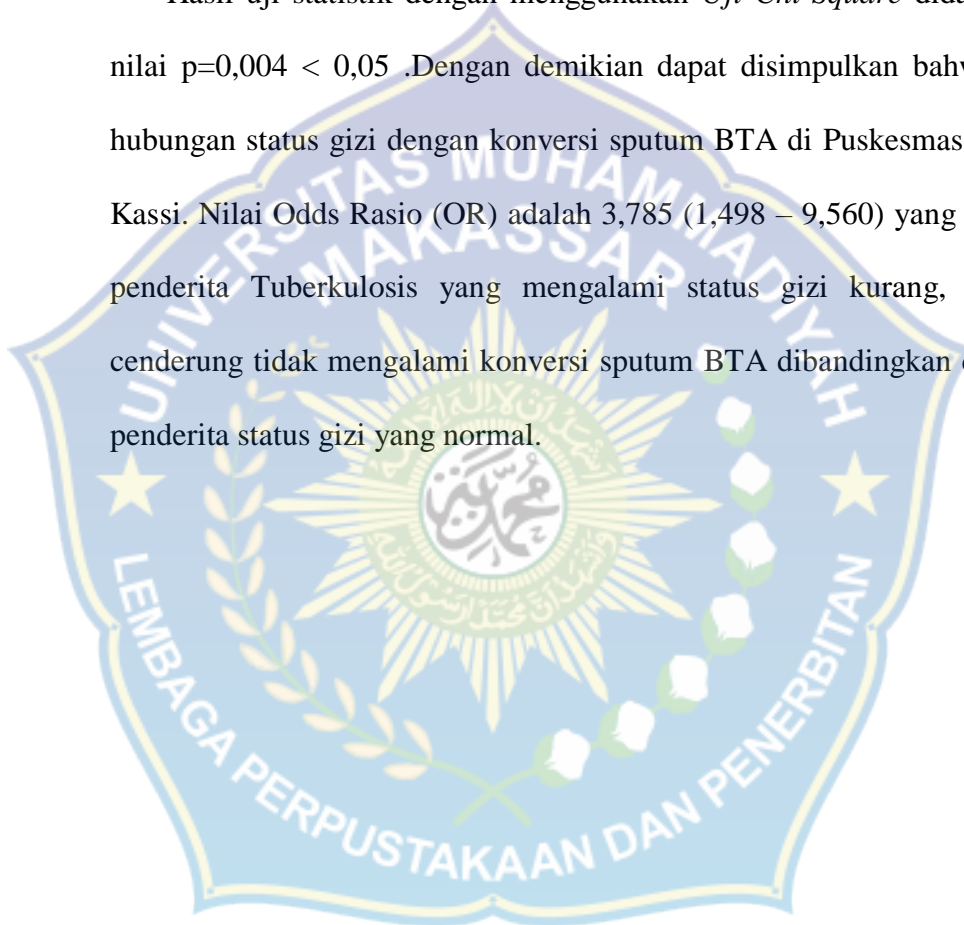 Hasil uji statistik dengan menggunakan Uji Chi Square
nilai p=0,004 < 0,05 .Dengan demikian dapat disimpulkan
hubungan status gizi dengan konversi sputum BTA di Puskesmas
Kassi. Nilai Odds Rasio (OR) adalah 3,785 (1,498 – 9,560) yang
penderita Tuberkulosis yang mengalami status gizi kurang,
cenderung tidak mengalami konversi sputum BTA dibandingkan
penderita status gizi yang normal.
UNIVERSITAS MUHAMMADIYAH
MAKASSAR
LEMBAGA PERPUSTAKAAN DAN PENERBITAN